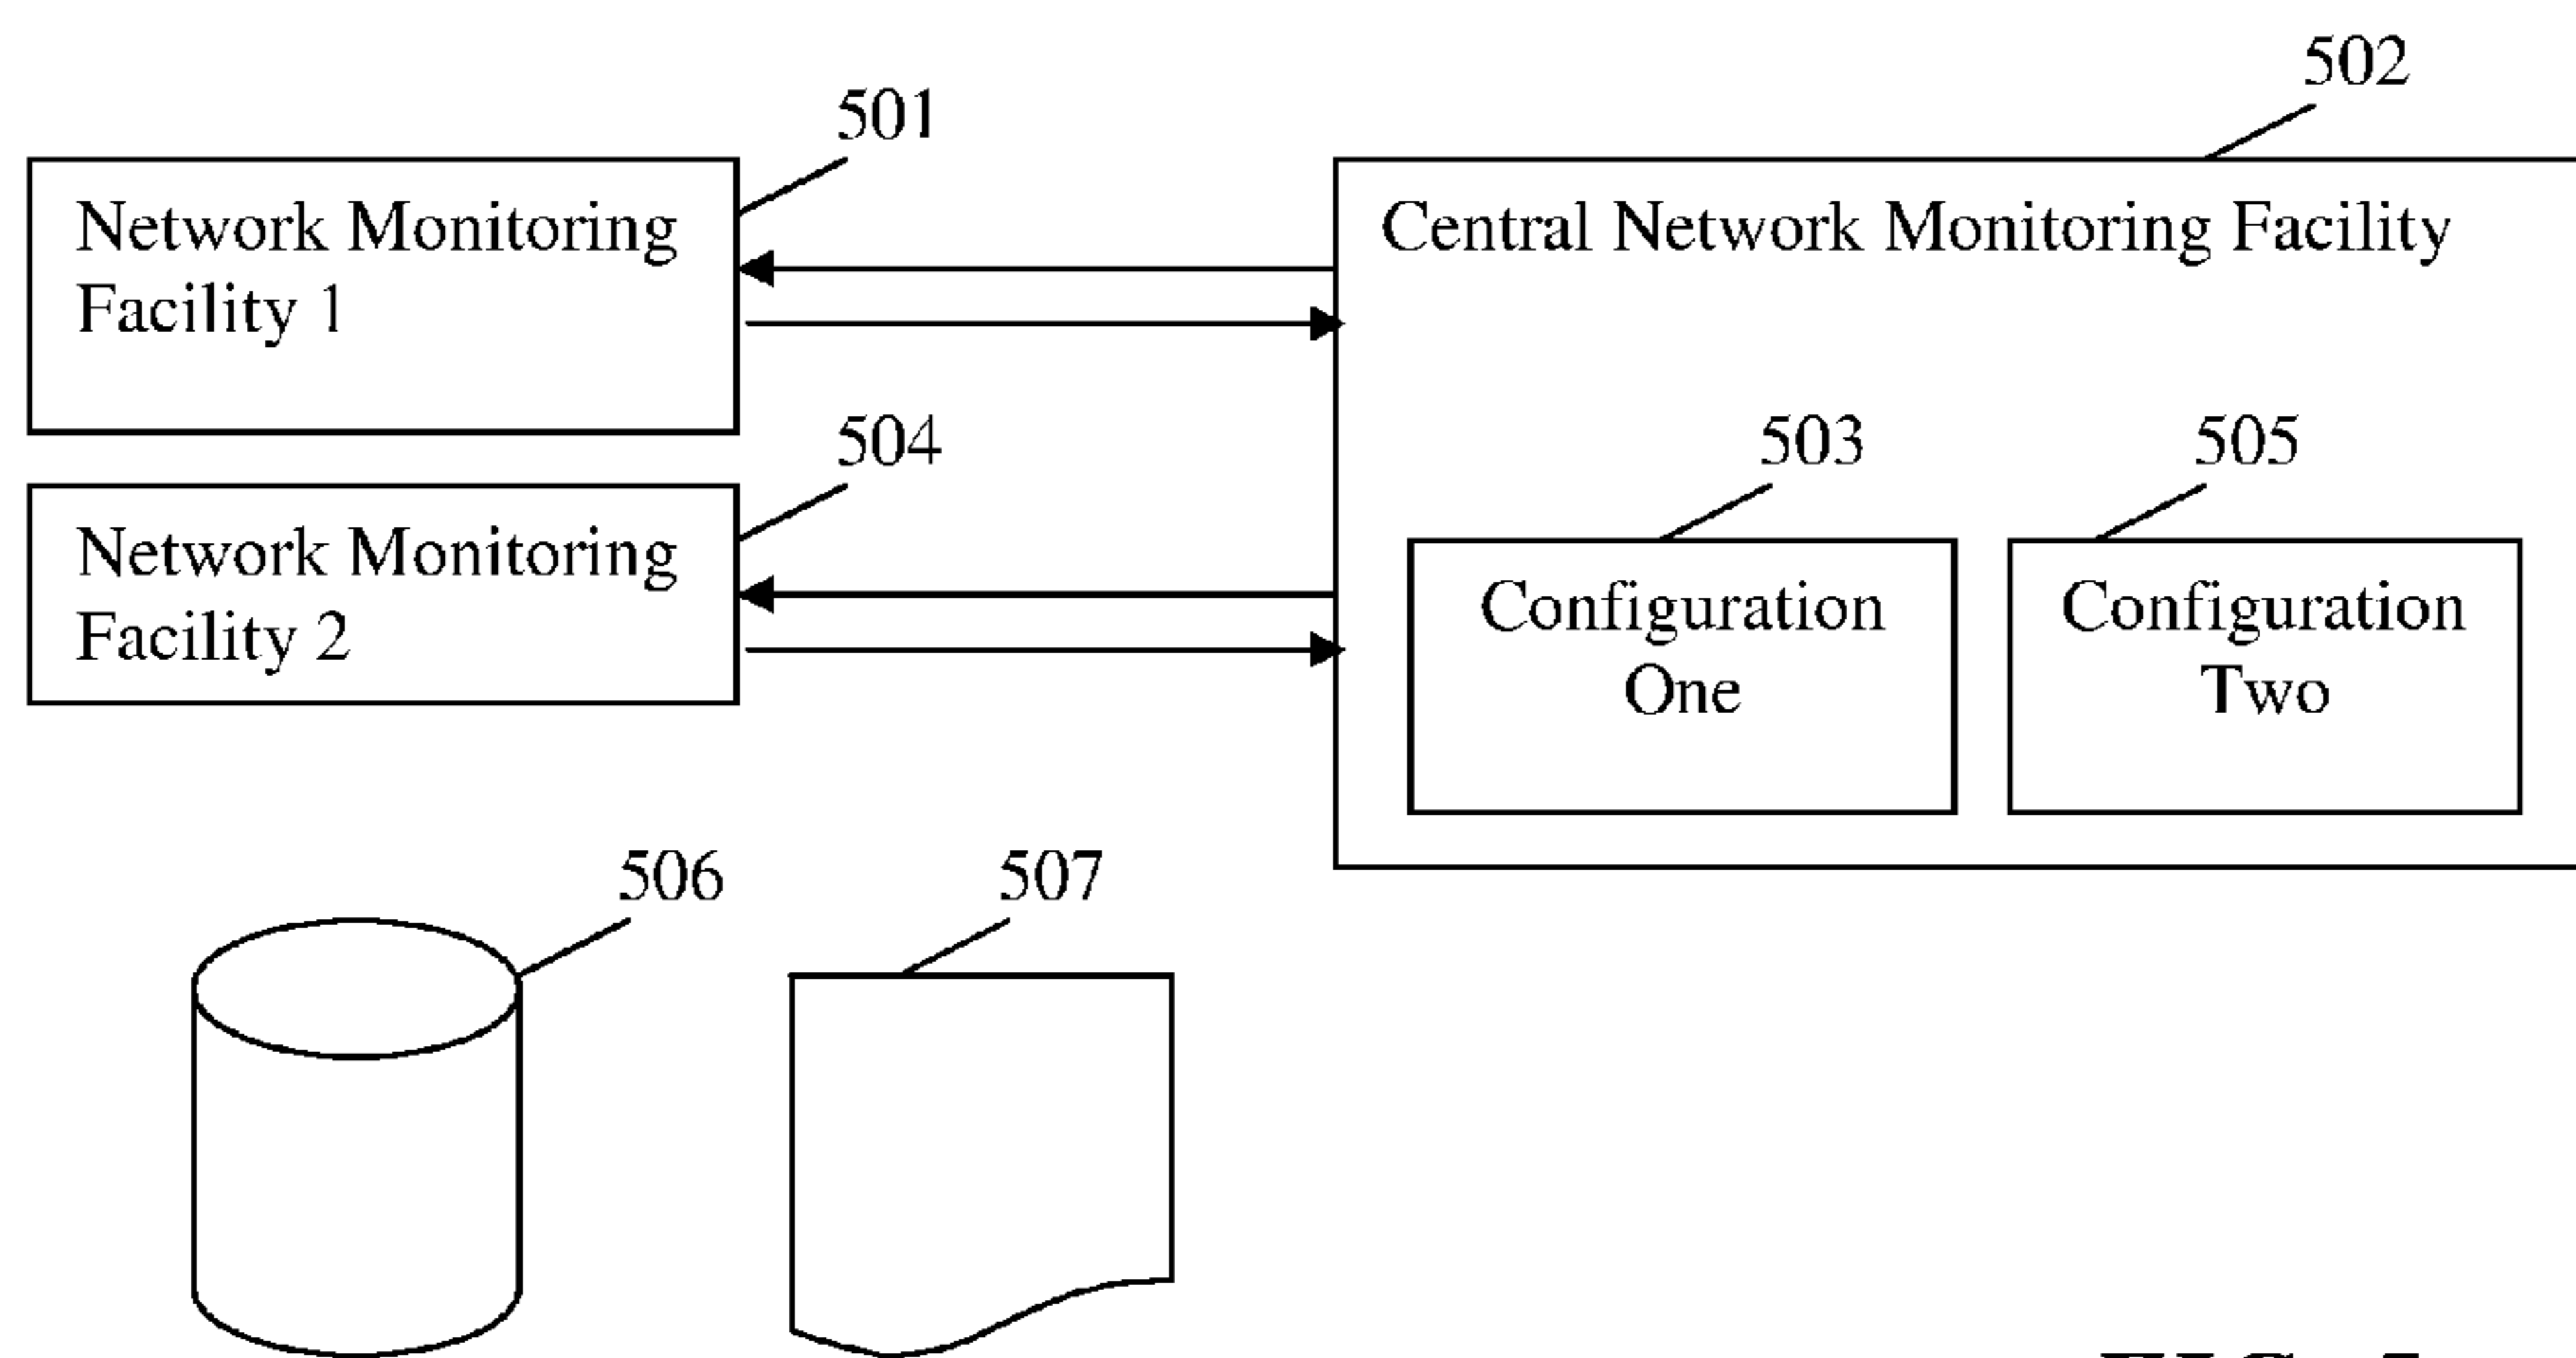 502
501
Network Monitoring
Facility 1
Central Network Monitoring Facility
504
503
505
Network Monitoring
Facility 2
Configuration
One
Configuration
Two
506
507